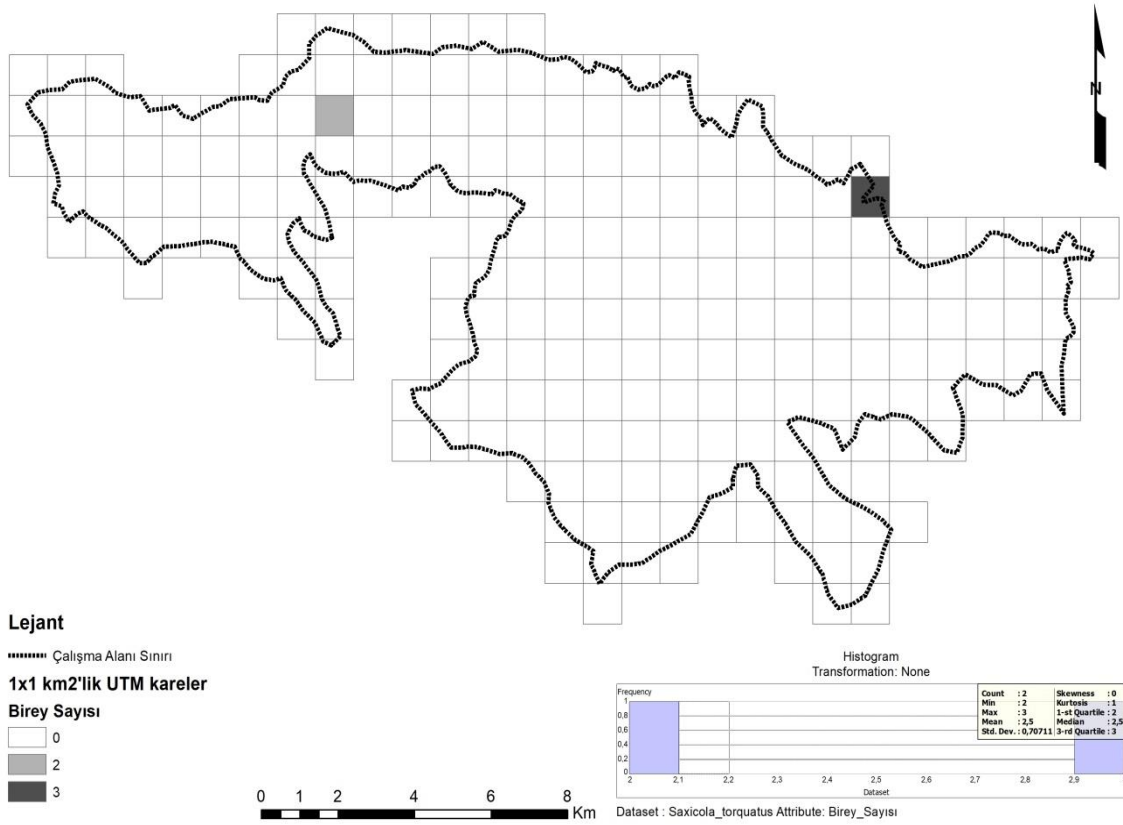 N
Lejant
Çalışma Alanı Sınırı
1x1 km2'lik UTM kareler
Birey Sayısı
0
2
3
0 1 2 4 6 8
Km
Histogram
Transformation: None
Frequency
Count : 2 Skewness : 0
Min : 2 Kurtosis : 1
Max : 3 1-st Quartile : 2
Mean : 2,5 Median : 2,5
Std. Dev. : 0,70711 3-rd Quartile : 3
1
0,8
0,6
0,4
0,2
0
2 2,1 2,2 2,3 2,4 2,5 2,6 2,7 2,8 2,9
Dataset
Dataset : Saxicola_torquatus Attribute: Birey_Sayısı